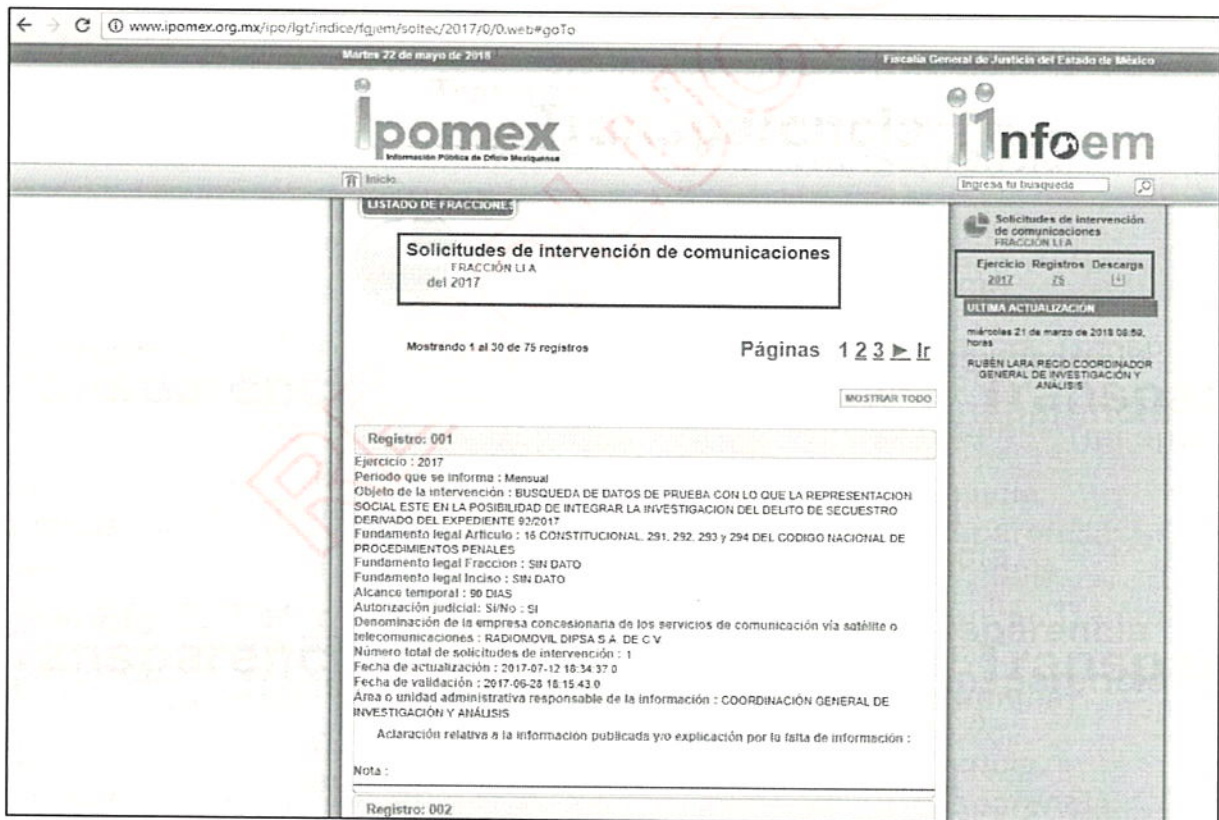 www.ipomex.org.mx/ipo/lgt/indice/fgjem/soltec/2017/0/0.web#goTo
Martes 22 de mayo de 2018
Fiscalía General de Justicia del Estado de México
ipomex
Información Pública de Oficio Mexiquense
infoem
Inicio
Ingresa tu busqueda
LISTADO DE FRACCIONES
Solicitudes de intervención de comunicaciones
FRACCIÓN LI A
del 2017
Mostrando 1 al 30 de 75 registros
Páginas 1 2 3 ► Ir
MOSTRAR TODO
Registro: 001
Ejercicio : 2017
Periodo que se informa : Mensual
Objeto de la intervención : BUSQUEDA DE DATOS DE PRUEBA CON LO QUE LA REPRESENTACION
SOCIAL ESTE EN LA POSIBILIDAD DE INTEGRAR LA INVESTIGACION DEL DELITO DE SECUESTRO
DERIVADO DEL EXPEDIENTE 92/2017
Fundamento legal Artículo : 16 CONSTITUCIONAL, 291, 292, 293 y 294 DEL CODIGO NACIONAL DE
PROCEDIMIENTOS PENALES
Fundamento legal Fraccion : SIN DATO
Fundamento legal Inciso : SIN DATO
Alcance temporal : 90 DIAS
Autorización judicial: Si/No : SI
Denominación de la empresa concesionaria de los servicios de comunicación vía satélite o
telecomunicaciones : RADIOMOVIL DIPSA S.A. DE C.V
Número total de solicitudes de intervención : 1
Fecha de actualización : 2017-07-12 18:34:37.0
Fecha de validación : 2017-06-28 18:15:43.0
Área o unidad administrativa responsable de la información : COORDINACIÓN GENERAL DE
INVESTIGACIÓN Y ANÁLISIS
Aclaración relativa a la informacion publicada y/o explicación por la falta de información :
Nota :
Registro: 002
Solicitudes de intervención
de comunicaciones
FRACCIÓN LI A
Ejercicio Registros Descarga
2017 75
ULTIMA ACTUALIZACIÓN
miércoles 21 de marzo de 2018 08:59,
horas
RUBÉN LARA RECIO COORDINADOR
GENERAL DE INVESTIGACIÓN Y
ANÁLISIS